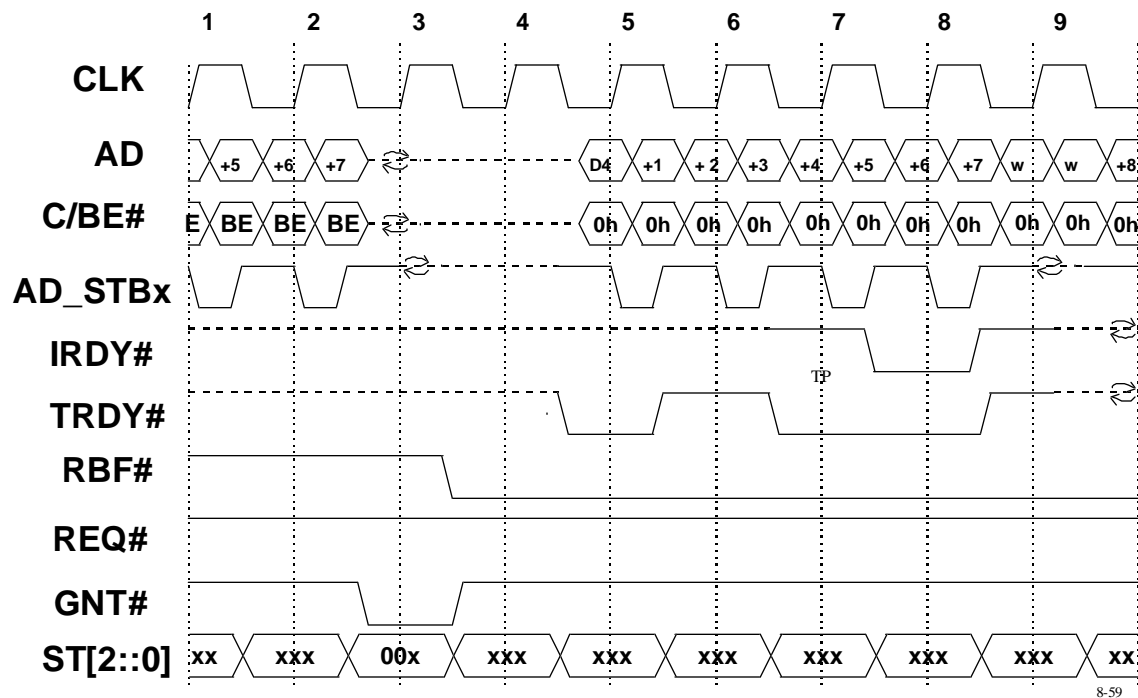 1 2 3 4 5 6 7 8 9
CLK
AD +5 +6 +7 D4 +1 + 2 +3 +4 +5 +6 +7 w w +8
C/BE# E BE BE BE 0h 0h 0h 0h 0h 0h 0h 0h 0h 0h 0h
AD_STBx
IRDY#
TP
TRDY#
RBF#
REQ#
GNT#
ST[2::0] xx xxx 00x xxx xxx xxx xxx xxx xxx xx
8-59